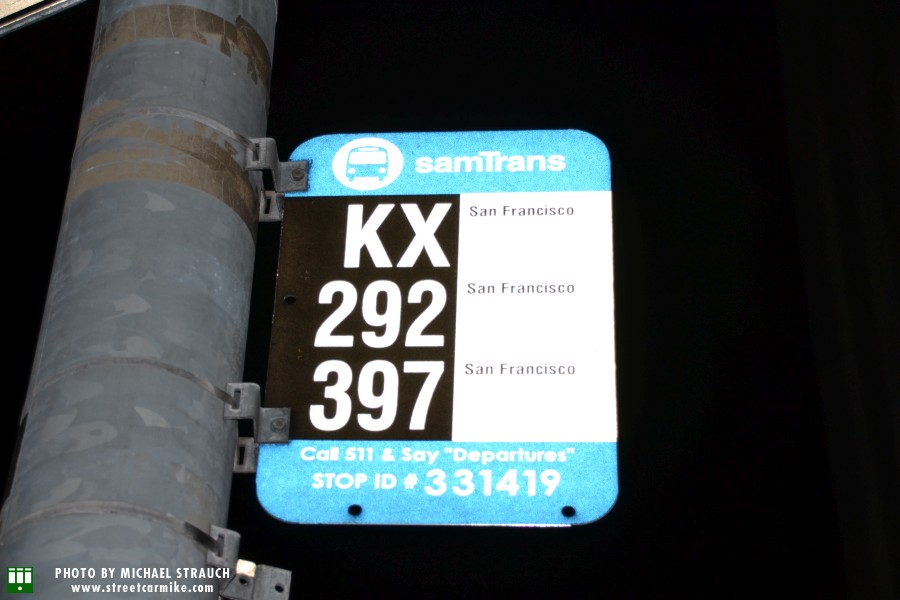 samTrans
KX San Francisco
292 San Francisco
397 San Francisco
Call 511 & Say "Departures"
STOP ID # 331419
PHOTO BY MICHAEL STRAUCH
www.streetcarmike.com